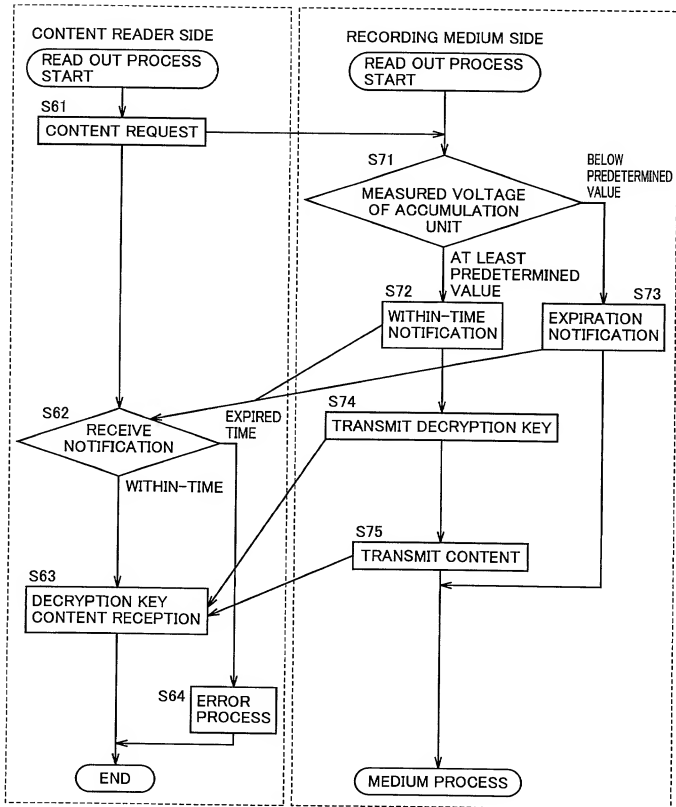 CONTENT READER SIDE
READ OUT PROCESS
START
S61
CONTENT REQUEST
S62
RECEIVE
NOTIFICATION
EXPIRED
TIME
WITHIN-TIME
S63
DECRYPTION KEY
CONTENT RECEPTION
S64
ERROR
PROCESS
END
RECORDING MEDIUM SIDE
READ OUT PROCESS
START
S71
MEASURED VOLTAGE
OF ACCUMULATION
UNIT
BELOW
PREDETERMINED
VALUE
AT LEAST
PREDETERMINED
VALUE
S72
WITHIN-TIME
NOTIFICATION
S73
EXPIRATION
NOTIFICATION
S74
TRANSMIT DECRYPTION KEY
S75
TRANSMIT CONTENT
MEDIUM PROCESS